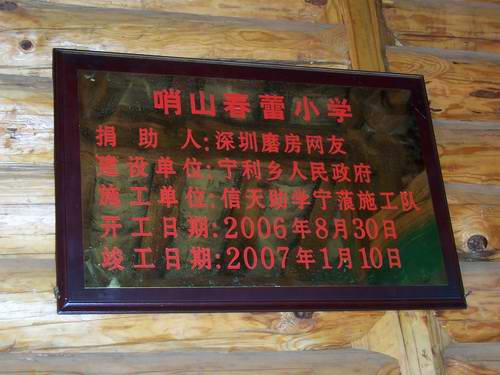 哨山春蕾小学
捐助人:深圳磨房网友
建设单位:宁利乡人民政府
施工单位:信天助学宁蒗施工队
开工日期:2006年8月30日
竣工日期:2007年1月10日